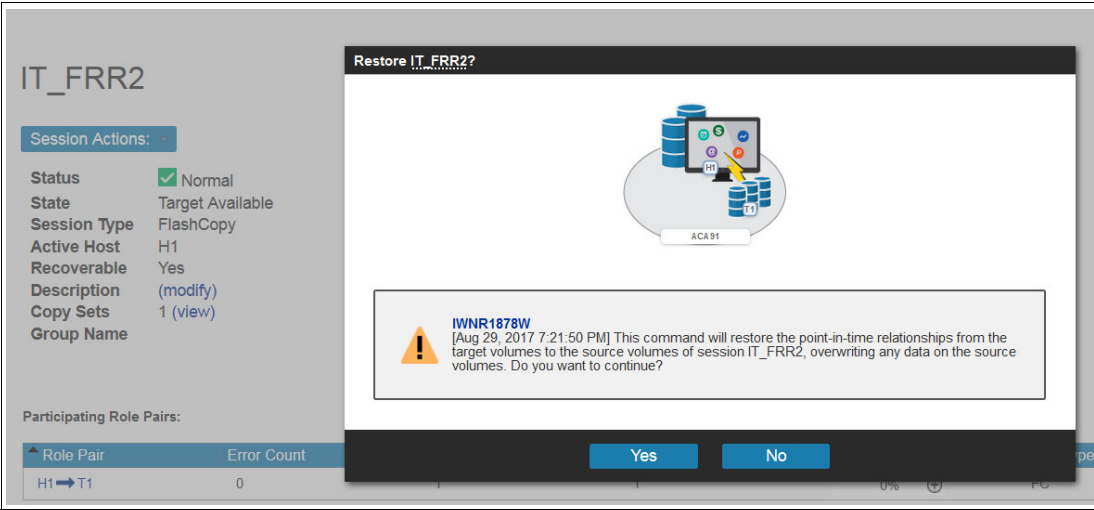 IT_FRR2
Session Actions:
Status Normal
State Target Available
Session Type FlashCopy
Active Host H1
Recoverable Yes
Description (modify)
Copy Sets 1 (view)
Group Name
Participating Role Pairs:
Role Pair Error Count
H1 T1 0
0% FC
Restore IT_FRR2?
H1
T1
ACA91
IWNR1878W
[Aug 29, 2017 7:21:50 PM] This command will restore the point-in-time relationships from the
target volumes to the source volumes of session IT_FRR2, overwriting any data on the source
volumes. Do you want to continue?
Yes No